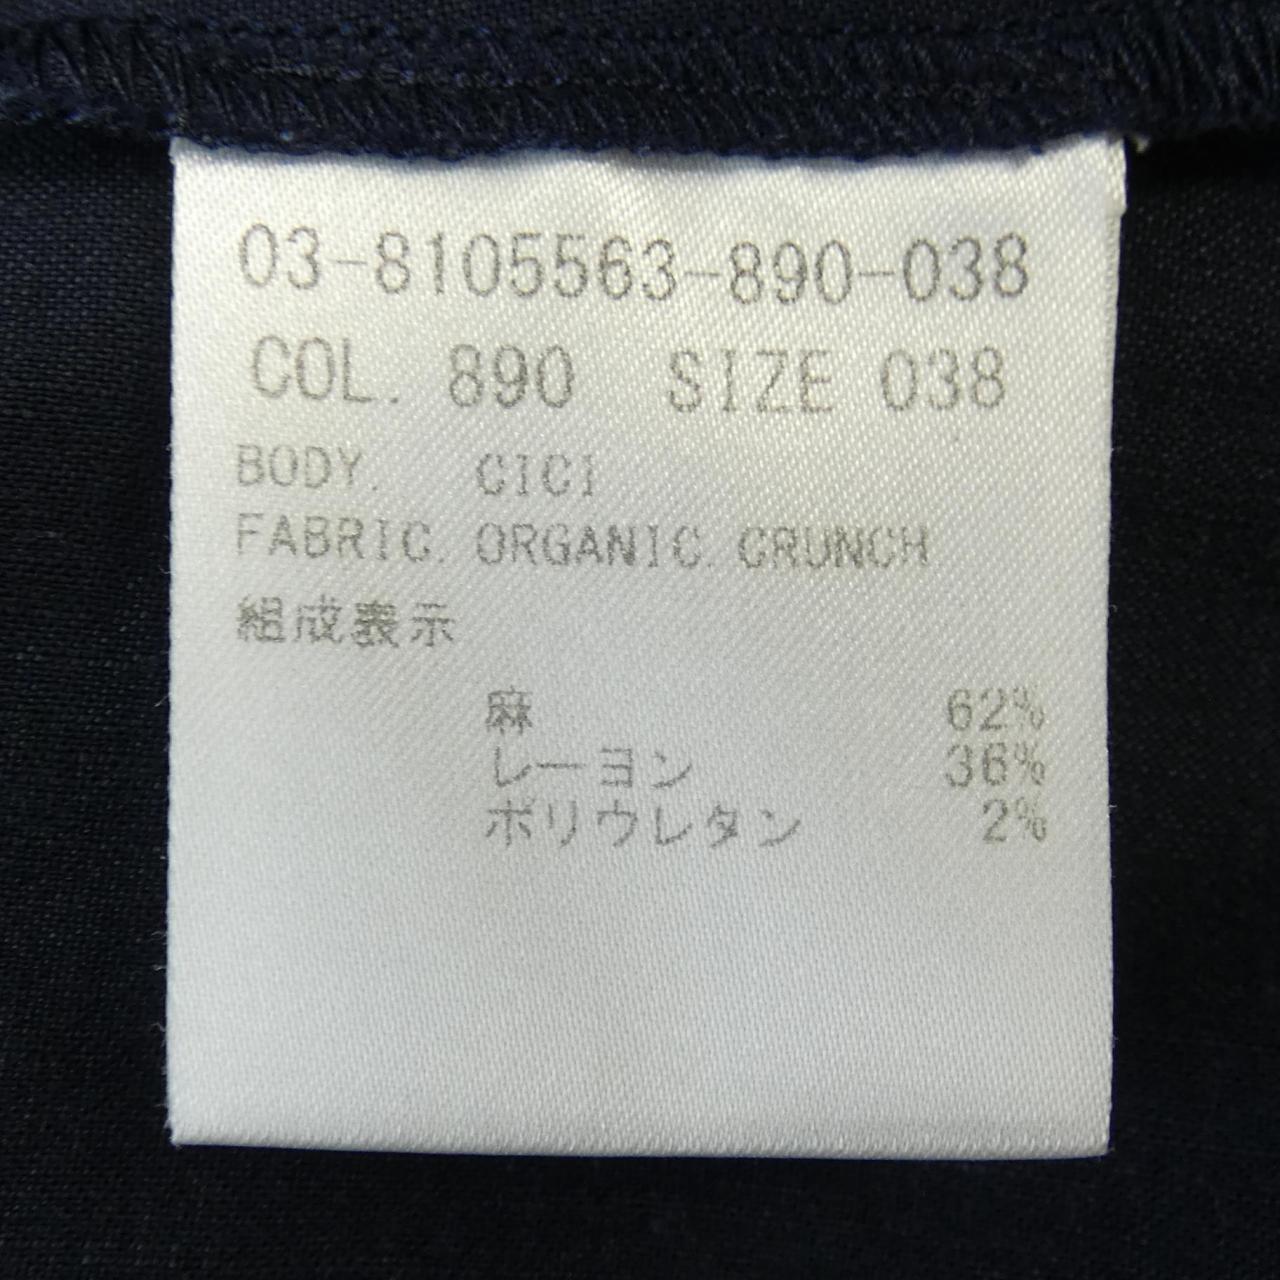 03-8105563-890-038
COL. 890 SIZE 038
BODY. CICI
FABRIC. ORGANIC. CRUNCH
組成表示
麻 62%
レーヨン 36%
ポリウレタン 2%